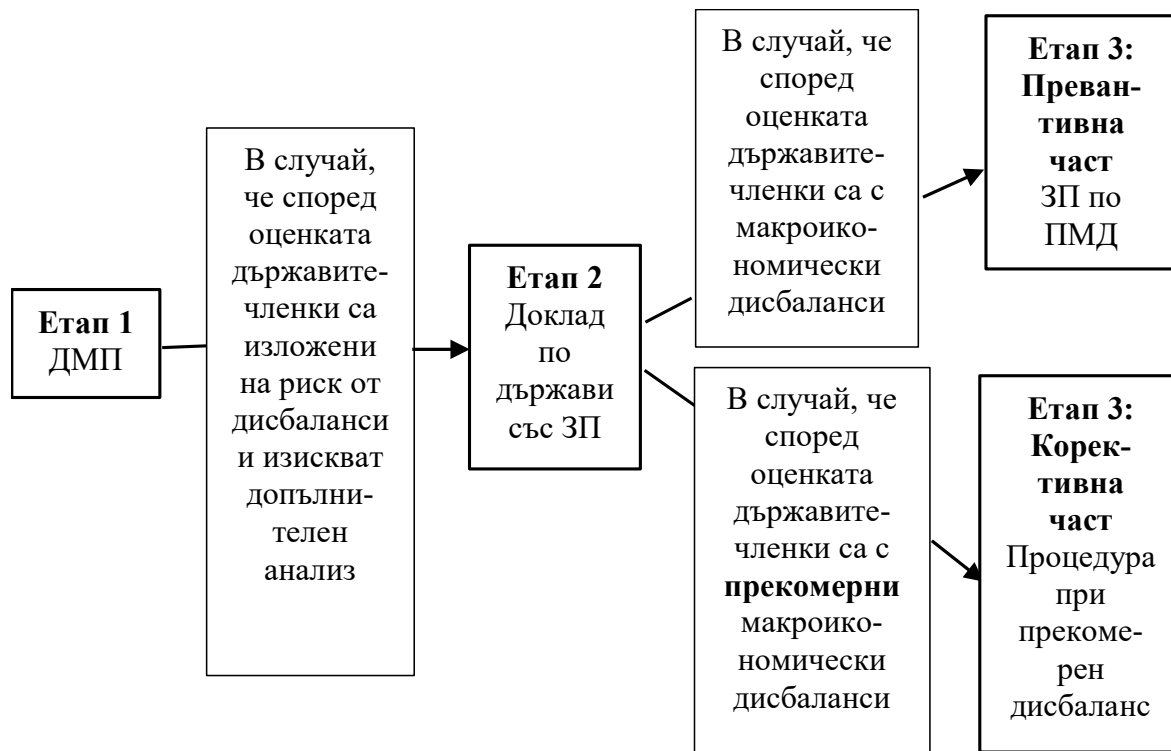 Етап 1
ДМП
В случай,
че според
оценката
държавите-
членки са
изложени
на риск от
дисбаланси
и изискват
допълни-
телен
анализ
Етап 2
Доклад
по
държави
със ЗП
В случай, че
според
оценката
държавите-
членки са с
макроико-
номически
дисбаланси
Етап 3:
Преван-
тивна
част
ЗП по
ПМД
В случай, че
според
оценката
държавите-
членки са с
прекомерни
макроико-
номически
дисбаланси
Етап 3:
Корек-
тивна
част
Процедура
при
прекоме-
рен
дисбаланс